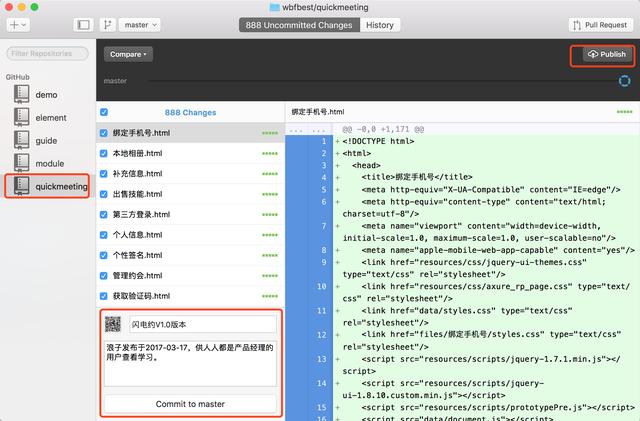 wbfbest/quickmeeting
master
888 Uncommitted Changes
History
Pull Request
Filter Repositories
Compare
Publish
master
GitHub
demo
element
guide
module
quickmeeting
888 Changes
绑定手机号.html
本地相册.html
补充信息.html
出售技能.html
第三方登录.html
个人信息.html
个性签名.html
管理约会.html
获取验证码.html
闪电约V1.0版本
浪子发布于2017-03-17，供人人都是产品经理的
用户查看学习。
Commit to master
绑定手机号.html
... ... @@ -0,0 +1,171 @@
1 + <!DOCTYPE html>
2 + <html>
3 + <head>
4 + <title>绑定手机号</title>
5 + <meta http-equiv="X-UA-Compatible" content="IE=edge"/>
6 + <meta http-equiv="content-type" content="text/html;
charset=utf-8"/>
7 + <meta name="viewport" content="width=device-width,
initial-scale=1.0, maximum-scale=1.0, user-scalable=no"/>
8 + <meta name="apple-mobile-web-app-capable" content="yes"/>
9 + <link href="resources/css/jquery-ui-themes.css"
type="text/css" rel="stylesheet"/>
10 + <link href="resources/css/axure_rp_page.css" type="text/
css" rel="stylesheet"/>
11 + <link href="data/styles.css" type="text/css"
rel="stylesheet"/>
12 + <link href="files/绑定手机号/styles.css" type="text/css"
rel="stylesheet"/>
13 + <script src="resources/scripts/jquery-1.7.1.min.js"></
script>
14 + <script src="resources/scripts/jquery-
ui-1.8.10.custom.min.js"></script>
15 + <script src="resources/scripts/prototypePre.js"></script>
16 + <script src="data/document.js"></script>